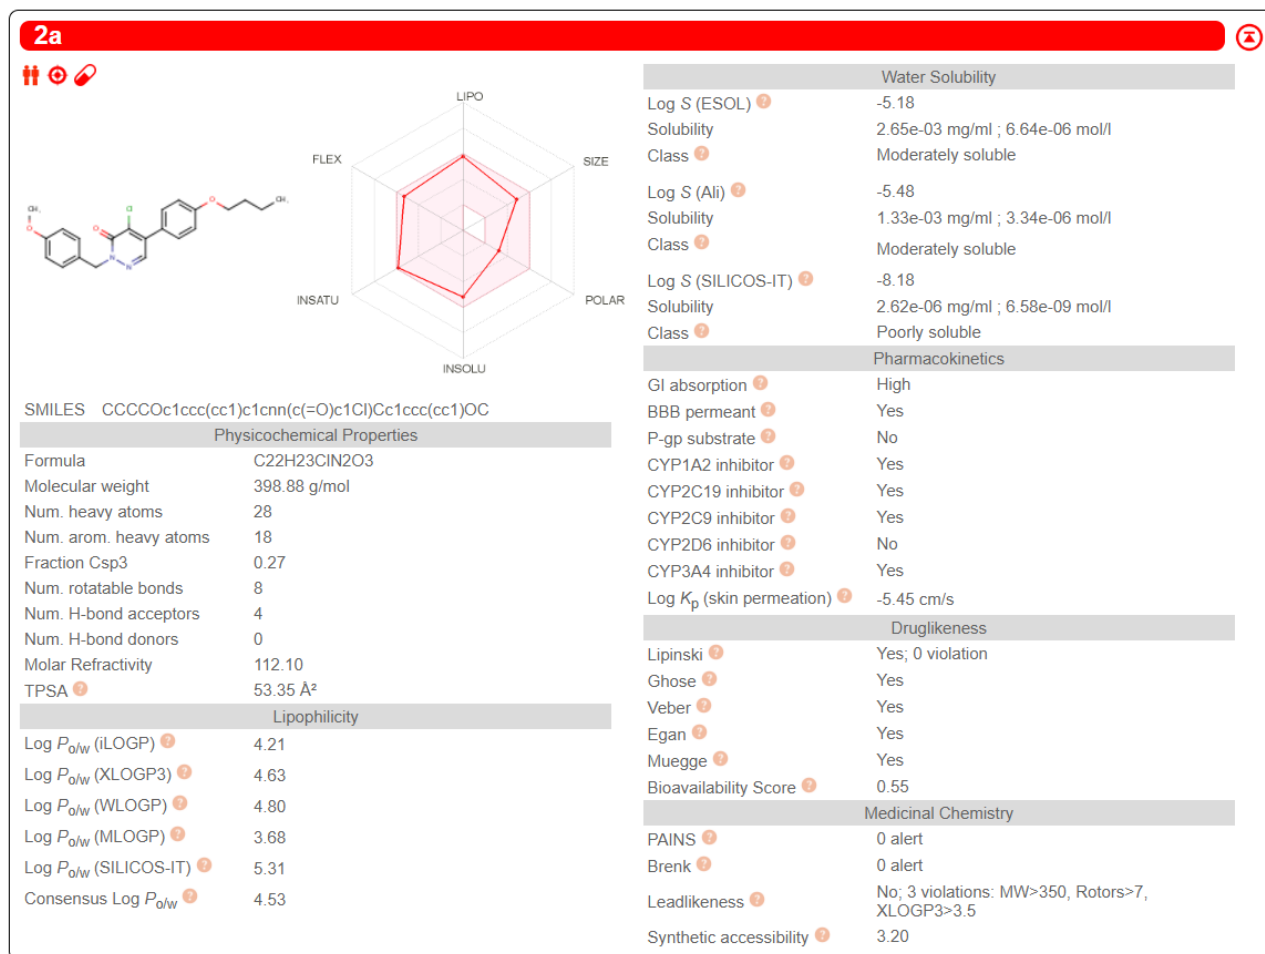 2a
LIPO
FLEX
SIZE
INSATU
POLAR
INSOLU
CH₃
O
Cl
O
CH₃
O
N
N
SMILES CCCCOc1ccc(cc1)c1cnn(c(=O)c1Cl)Cc1ccc(cc1)OC
Physicochemical Properties
Formula C22H23ClN2O3
Molecular weight 398.88 g/mol
Num. heavy atoms 28
Num. arom. heavy atoms 18
Fraction Csp3 0.27
Num. rotatable bonds 8
Num. H-bond acceptors 4
Num. H-bond donors 0
Molar Refractivity 112.10
TPSA ? 53.35 Å²
Lipophilicity
Log Po/w (iLOGP) ? 4.21
Log Po/w (XLOGP3) ? 4.63
Log Po/w (WLOGP) ? 4.80
Log Po/w (MLOGP) ? 3.68
Log Po/w (SILICOS-IT) ? 5.31
Consensus Log Po/w ? 4.53
Water Solubility
Log S (ESOL) ? -5.18
Solubility 2.65e-03 mg/ml ; 6.64e-06 mol/l
Class ? Moderately soluble
Log S (Ali) ? -5.48
Solubility 1.33e-03 mg/ml ; 3.34e-06 mol/l
Class ? Moderately soluble
Log S (SILICOS-IT) ? -8.18
Solubility 2.62e-06 mg/ml ; 6.58e-09 mol/l
Class ? Poorly soluble
Pharmacokinetics
GI absorption ? High
BBB permeant ? Yes
P-gp substrate ? No
CYP1A2 inhibitor ? Yes
CYP2C19 inhibitor ? Yes
CYP2C9 inhibitor ? Yes
CYP2D6 inhibitor ? No
CYP3A4 inhibitor ? Yes
Log Kp (skin permeation) ? -5.45 cm/s
Druglikeness
Lipinski ? Yes; 0 violation
Ghose ? Yes
Veber ? Yes
Egan ? Yes
Muegge ? Yes
Bioavailability Score ? 0.55
Medicinal Chemistry
PAINS ? 0 alert
Brenk ? 0 alert
Leadlikeness ? No; 3 violations: MW>350, Rotors>7,
XLOGP3>3.5
Synthetic accessibility ? 3.20